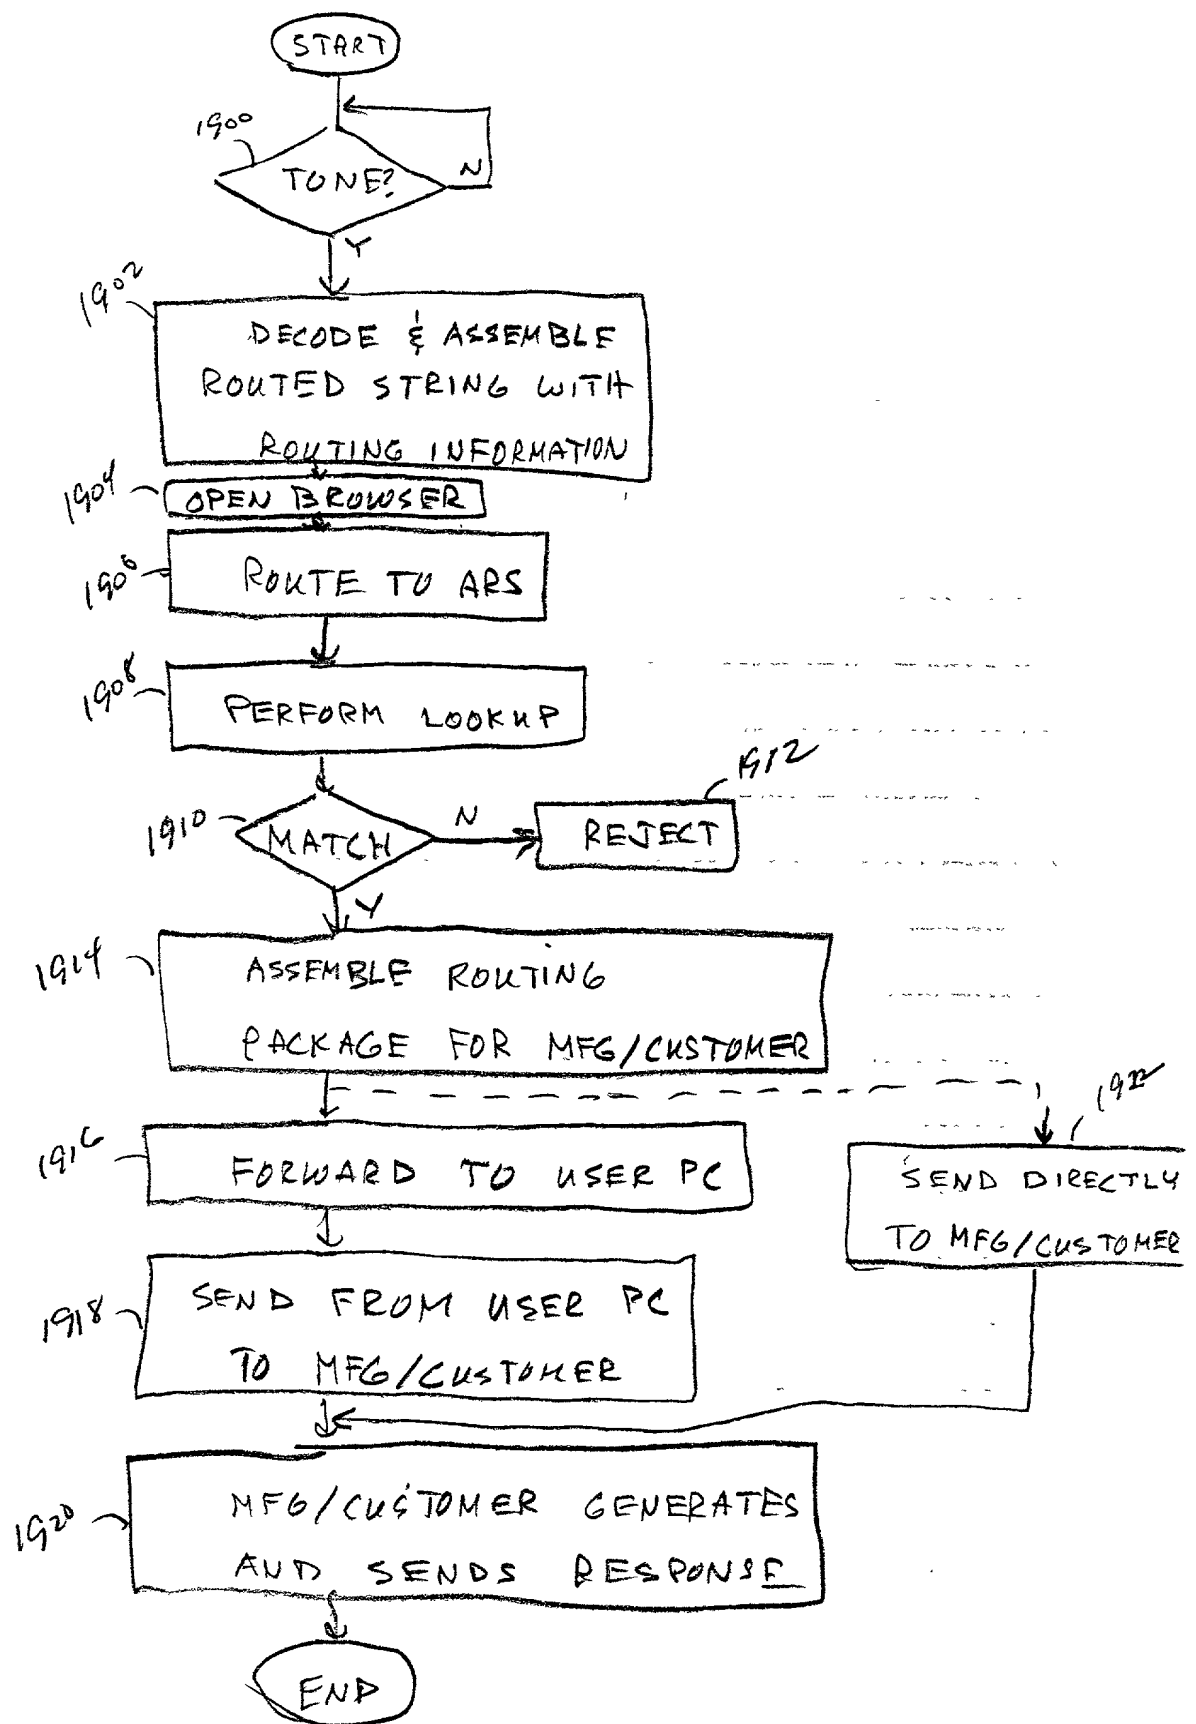 START
1900
TONE?
N
Y
1902
DECODE & ASSEMBLE
ROUTED STRING WITH
ROUTING INFORMATION
1904
OPEN BROWSER
1906
ROUTE TO ARS
1908
PERFORM LOOKUP
1910
MATCH
N
1912
REJECT
Y
1914
ASSEMBLE ROUTING
PACKAGE FOR MFG/CUSTOMER
1916
FORWARD TO USER PC
1922
SEND DIRECTLY
TO MFG/CUSTOMER
1918
SEND FROM USER PC
TO MFG/CUSTOMER
1920
MFG/CUSTOMER GENERATES
AND SENDS RESPONSE
END